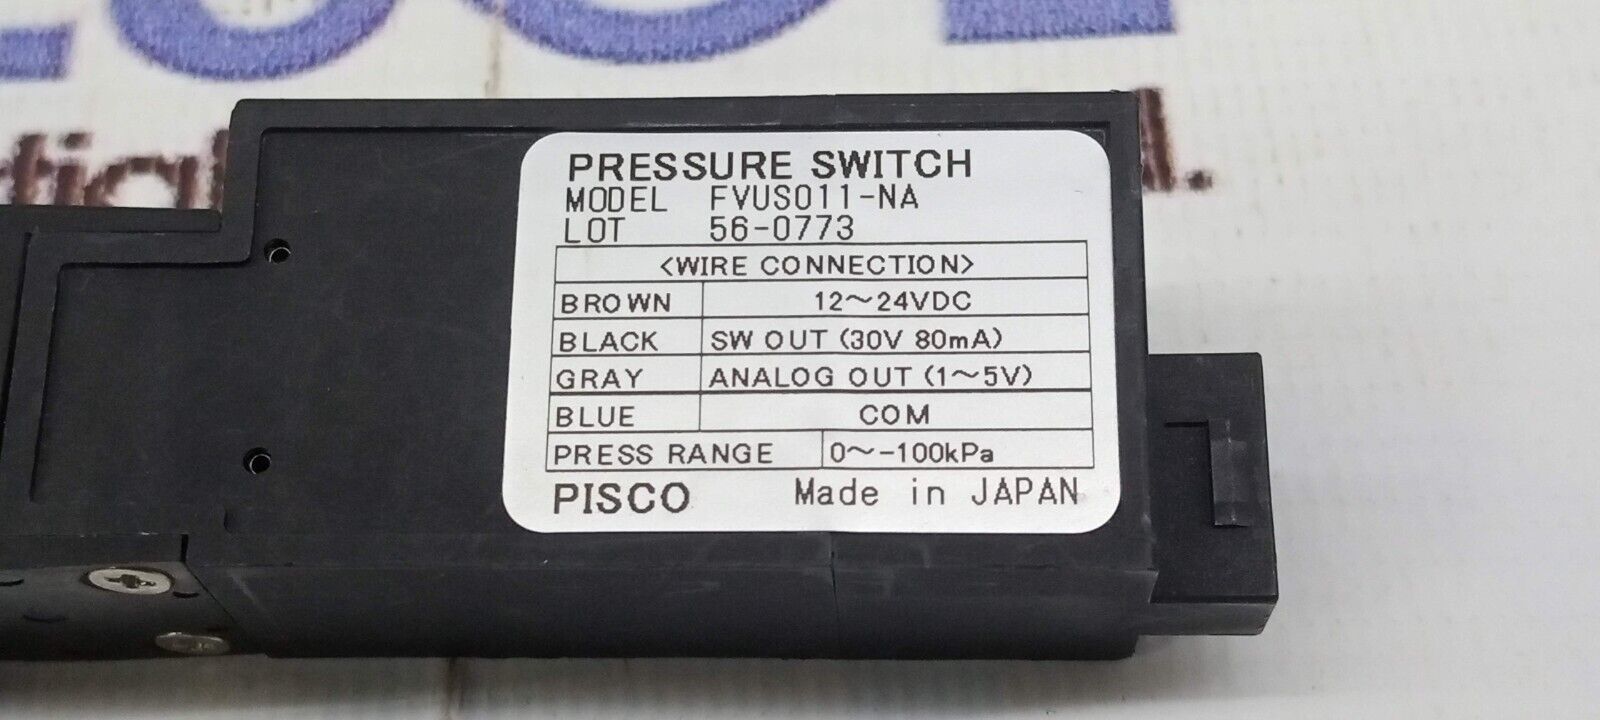 PRESSURE SWITCH
MODEL FVUS011-NA
LOT 56-0773
<WIRE CONNECTION>
BROWN 12～24VDC
BLACK SW OUT (30V 80mA)
GRAY ANALOG OUT (1～5V)
BLUE COM
PRESS RANGE 0～-100kPa
PISCO Made in JAPAN